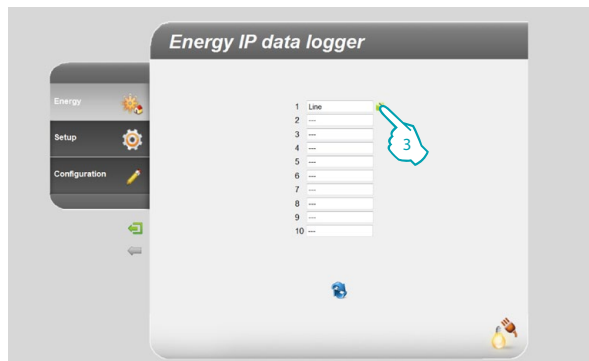 Energy IP data logger
Energy
Setup
Configuration
1 Line
2 ---
3 ---
4 ---
5 ---
6 ---
7 ---
8 ---
9 ---
10 ---
3